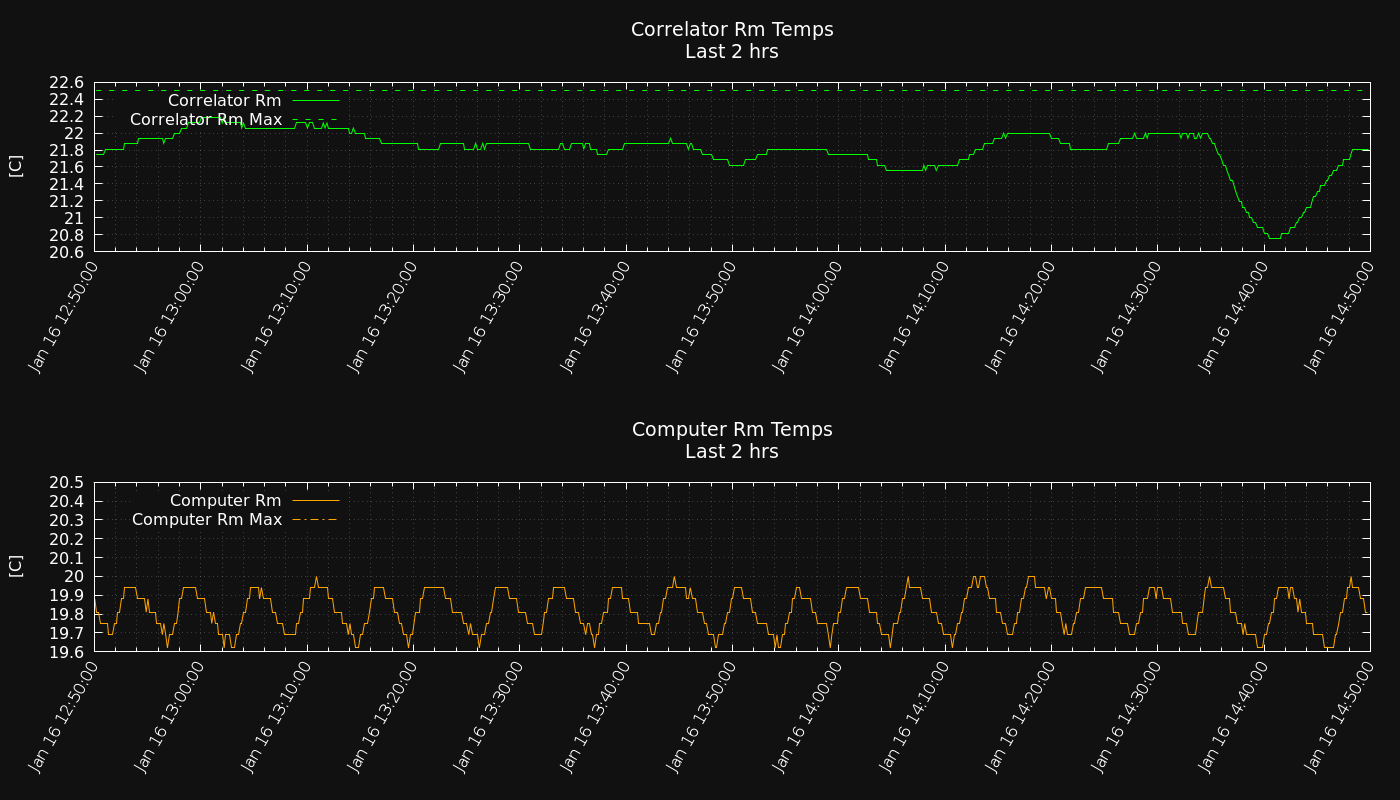 Correlator Rm Temps
Last 2 hrs
22.6
22.4
22.2
22
21.8
21.6
21.4
21.2
21
20.8
20.6
[C]
Correlator Rm
Correlator Rm Max
Jan 16 12:50:00
Jan 16 13:00:00
Jan 16 13:10:00
Jan 16 13:20:00
Jan 16 13:30:00
Jan 16 13:40:00
Jan 16 13:50:00
Jan 16 14:00:00
Jan 16 14:10:00
Jan 16 14:20:00
Jan 16 14:30:00
Jan 16 14:40:00
Jan 16 14:50:00
Computer Rm Temps
Last 2 hrs
20.5
20.4
20.3
20.2
20.1
20
19.9
19.8
19.7
19.6
[C]
Computer Rm
Computer Rm Max
Jan 16 12:50:00
Jan 16 13:00:00
Jan 16 13:10:00
Jan 16 13:20:00
Jan 16 13:30:00
Jan 16 13:40:00
Jan 16 13:50:00
Jan 16 14:00:00
Jan 16 14:10:00
Jan 16 14:20:00
Jan 16 14:30:00
Jan 16 14:40:00
Jan 16 14:50:00